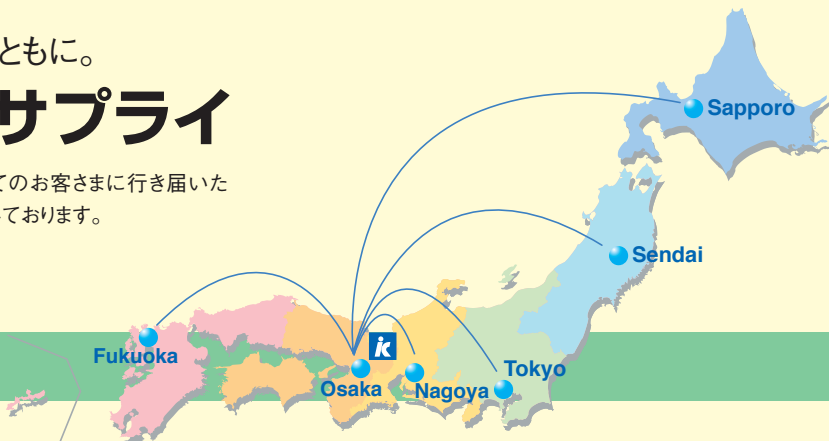 ともに。
サプライ
てのお客さまに行き届いた
ております。
Sapporo
Sendai
Fukuoka
ik
Osaka
Nagoya
Tokyo